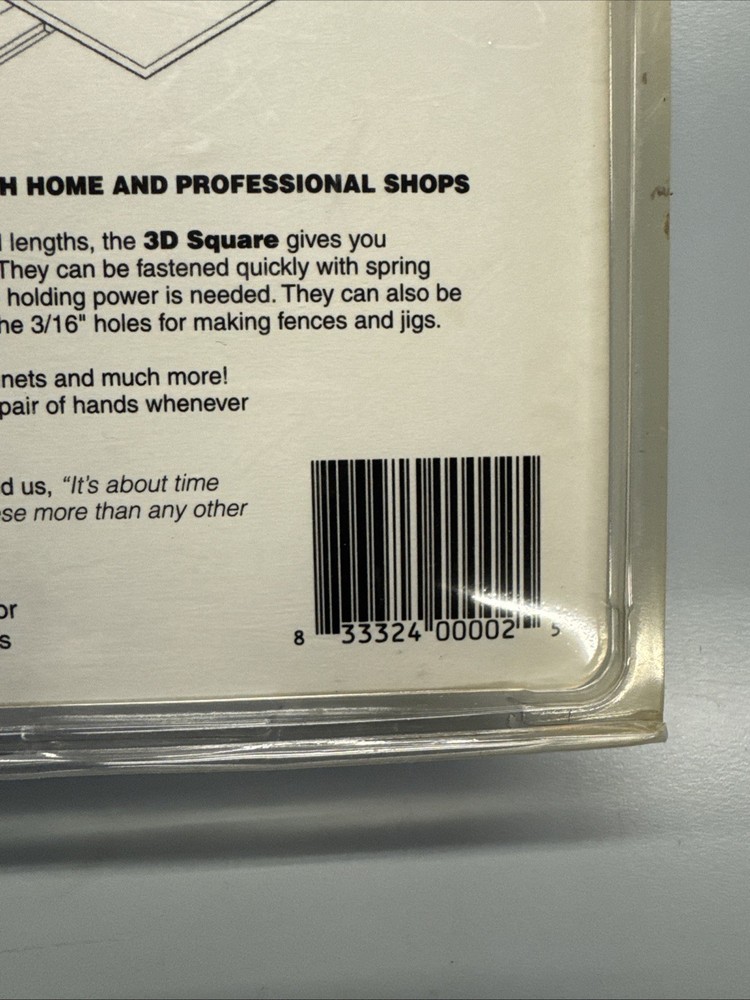 H HOME AND PROFESSIONAL SHOPS
lengths, the 3D Square gives you
They can be fastened quickly with spring
holding power is needed. They can also be
he 3/16" holes for making fences and jigs.
nets and much more!
pair of hands whenever
d us, “It's about time
se more than any other
or
s
8 33324 00002 5